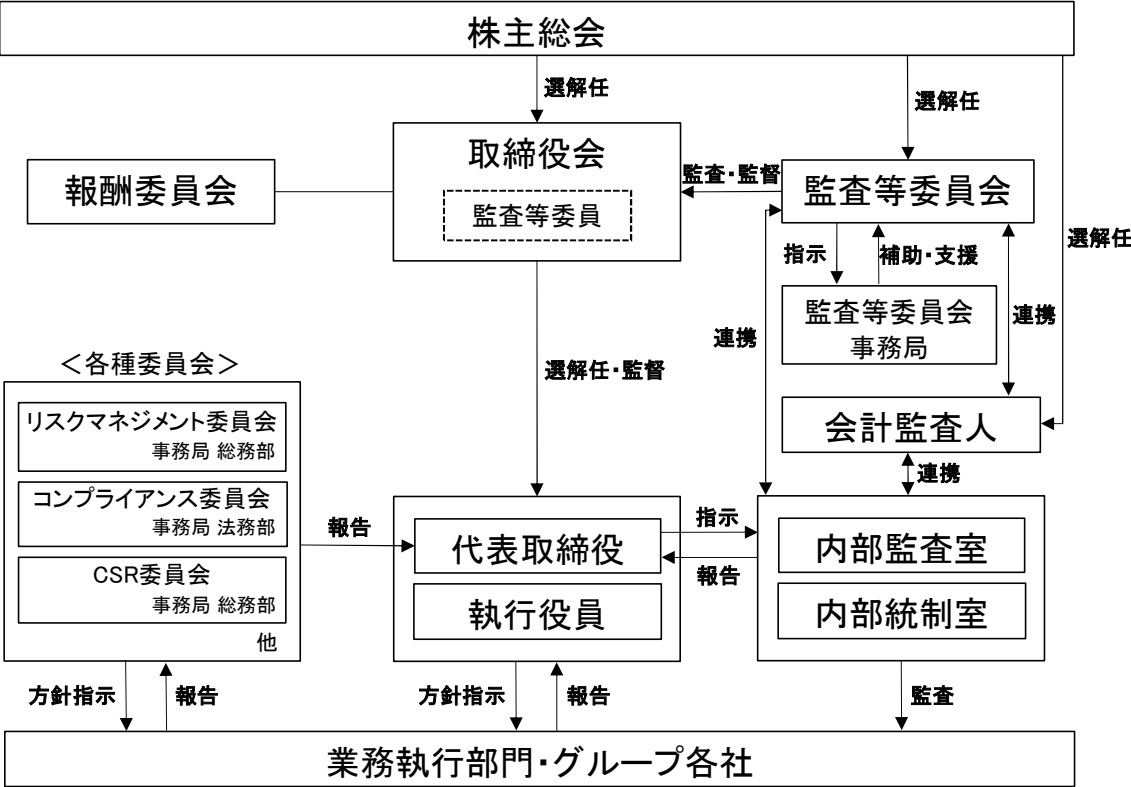 株主総会
選解任
選解任
選解任
取締役会
監査等委員
報酬委員会
監査・監督
監査等委員会
指示
補助・支援
監査等委員会
事務局
連携
連携
選解任・監督
会計監査人
連携
＜各種委員会＞
リスクマネジメント委員会
事務局 総務部
コンプライアンス委員会
事務局 法務部
CSR委員会
事務局 総務部
他
報告
代表取締役
執行役員
指示
報告
内部監査室
内部統制室
方針指示
報告
方針指示
報告
監査
業務執行部門・グループ各社